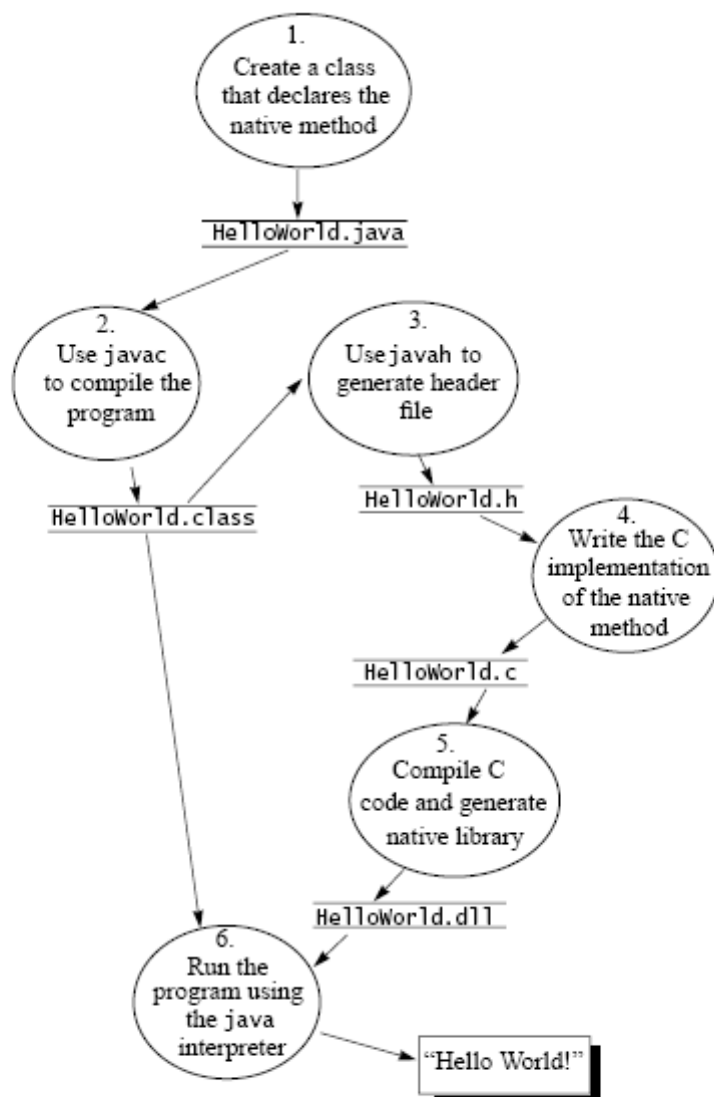 1.
Create a class
that declares the
native method
HelloWorld.java
2.
Use javac
to compile the
program
3.
Use javah to
generate header
file
HelloWorld.class
HelloWorld.h
4.
Write the C
implementation
of the native
method
HelloWorld.c
5.
Compile C
code and generate
native library
HelloWorld.dll
6.
Run the
program using
the java
interpreter
“Hello World!”